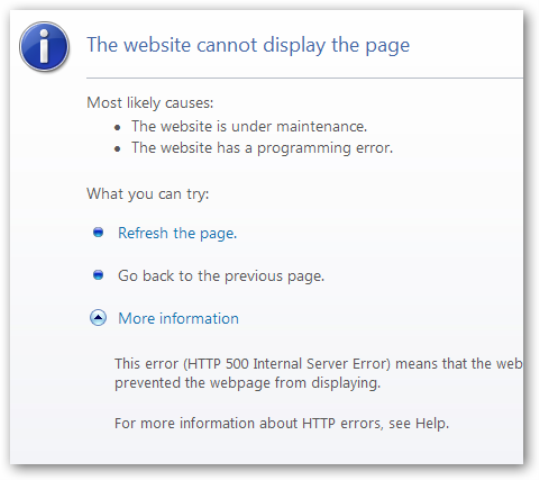 The website cannot display the page
Most likely causes:
• The website is under maintenance.
• The website has a programming error.
What you can try:
Refresh the page.
Go back to the previous page.
More information
This error (HTTP 500 Internal Server Error) means that the web
prevented the webpage from displaying.
For more information about HTTP errors, see Help.